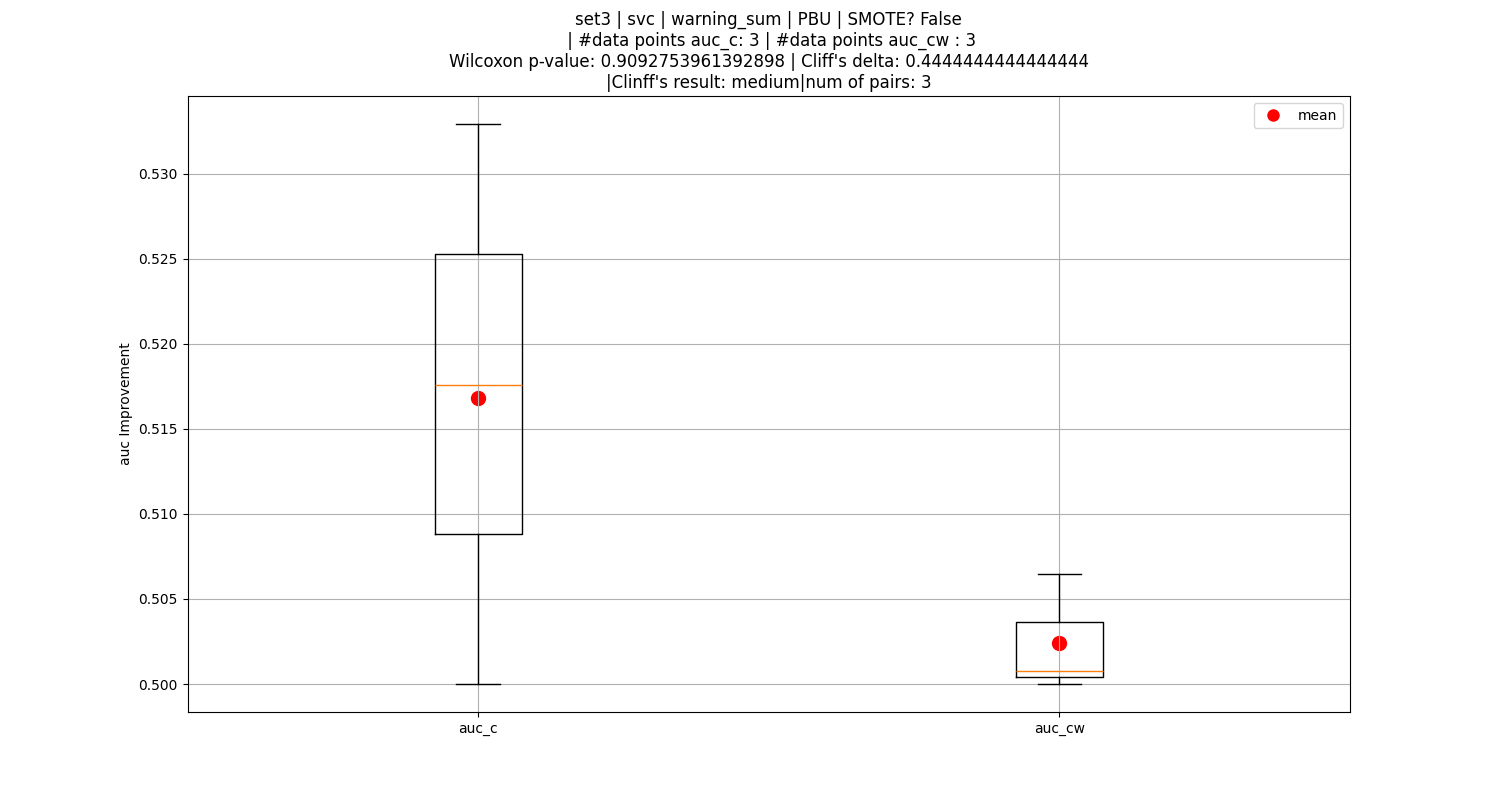 set3 | svc | warning_sum | PBU | SMOTE? False
| #data points auc_c: 3 | #data points auc_cw : 3
Wilcoxon p-value: 0.9092753961392898 | Cliff's delta: 0.4444444444444444
|Clinff's result: medium|num of pairs: 3
mean
0.530
0.525
0.520
0.515
0.510
0.505
0.500
auc Improvement
auc_c
auc_cw